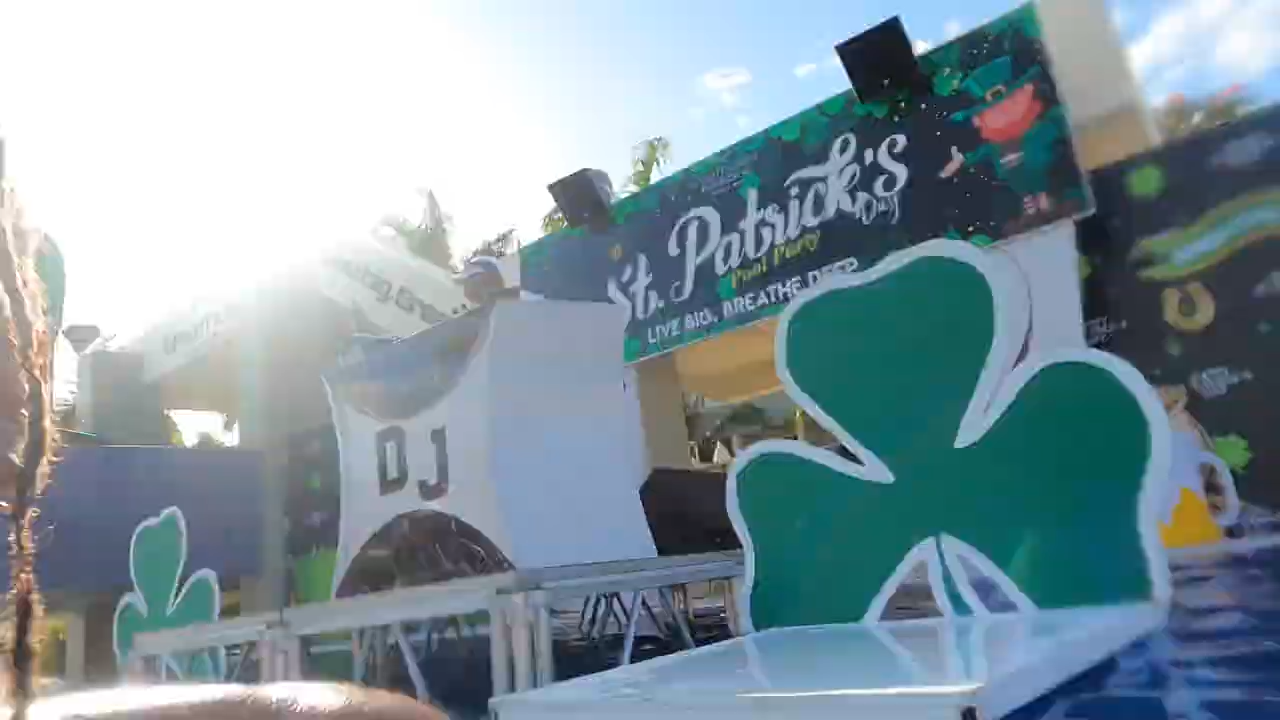 St. Patrick's
Day
Pool Party
LIVE BIG, BREATHE DEEP
DJ